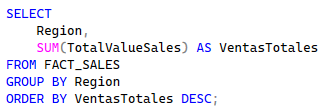 SELECT
    Region,
    SUM(TotalValueSales) AS VentasTotales
FROM FACT_SALES
GROUP BY Region
ORDER BY VentasTotales DESC;